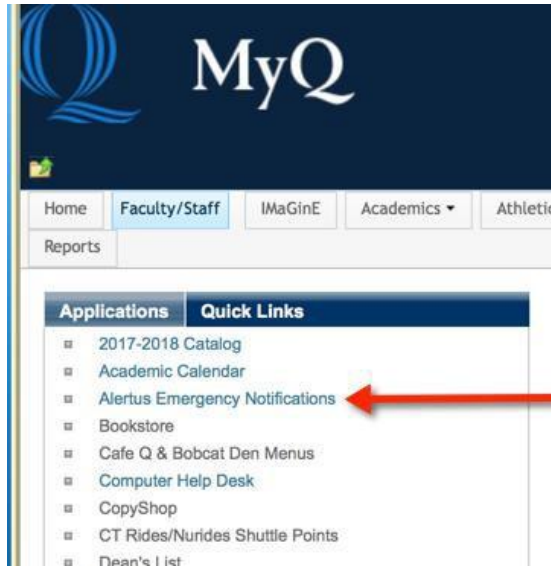 MyQ
Home Faculty/Staff IMaGinE Academics Athletic
Reports
Applications Quick Links
2017-2018 Catalog
Academic Calendar
Alertus Emergency Notifications
Bookstore
Cafe Q & Bobcat Den Menus
Computer Help Desk
CopyShop
CT Rides/Nurides Shuttle Points
Dean's List